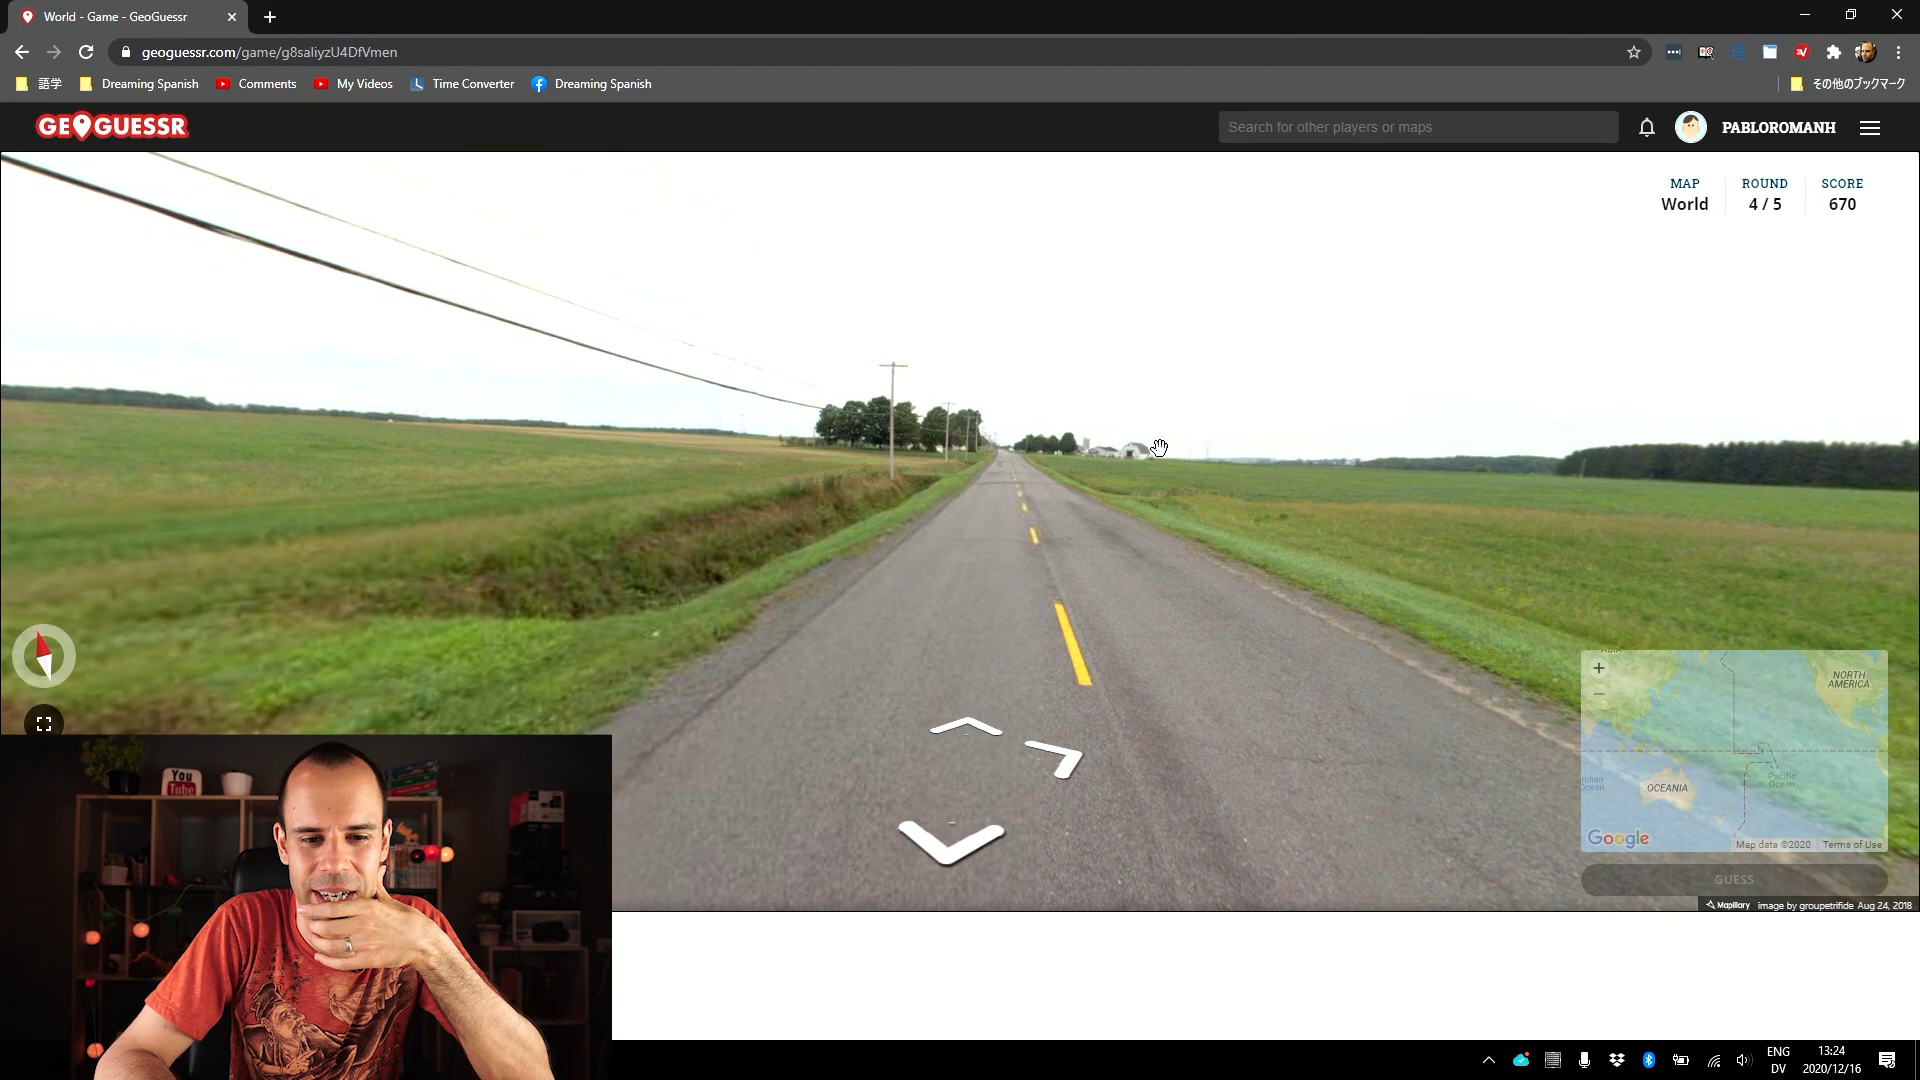 World - Game - GeoGuessr
geoguessr.com/game/g8saliyzU4DfVmen
語学
Dreaming Spanish
Comments
My Videos
Time Converter
Dreaming Spanish
その他のブックマーク
GEOGUESSR
Search for other players or maps
PABLOROMANH
MAP
World
ROUND
4 / 5
SCORE
670
NORTH
AMERICA
OCEANIA
Pacific
Ocean
Google
Map data ©2020
Terms of Use
GUESS
Mapillary image by groupetrifide Aug 24, 2018
You
Tube
ENG
DV
13:24
2020/12/16